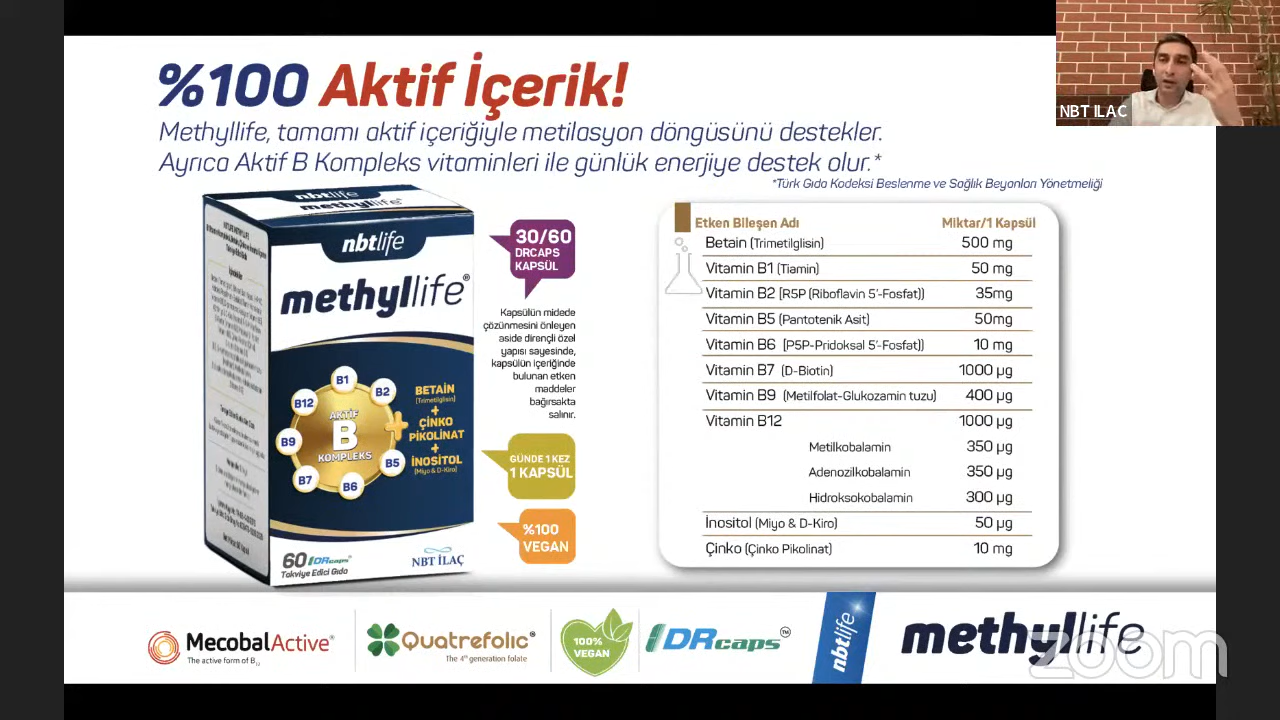 %100 Aktif İçerik!
Methyllife, tamamı aktif içeriğiyle metilasyon döngüsünü destekler.
Ayrıca Aktif B Kompleks vitaminleri ile günlük enerjiye destek olur.*
*Türk Gıda Kodeksi Beslenme ve Sağlık Beyanları Yönetmeliği
NBT ILAC
nbtlife
methyllife®
nbtlife
methyllife®
B1
B2
B12
B9
B7
B6
B5
AKTİF
B
KOMPLEKS
BETAİN
(Trimetilglisin)
+
ÇİNKO
PİKOLİNAT
+
İNOSİTOL
(Miyo & D-Kiro)
60 DRcaps®
Takviye Edici Gıda
NBT İLAÇ
30/60
DRCAPS
KAPSÜL
Kapsülün midede
çözünmesini önleyen
aside dirençli özel
yapısı sayesinde,
kapsülün içeriğinde
bulunan etken
maddeler
bağırsakta
salınır.
GÜNDE 1 KEZ
1 KAPSÜL
%100
VEGAN
Etken Bileşen Adı Miktar/1 Kapsül
Betain (Trimetilglisin) 500 mg
Vitamin B1 (Tiamin) 50 mg
Vitamin B2 [R5P (Riboflavin 5'-Fosfat)] 35mg
Vitamin B5 (Pantotenik Asit) 50mg
Vitamin B6 [P5P-Pridoksal 5'-Fosfat)] 10 mg
Vitamin B7 (D-Biotin) 1000 µg
Vitamin B9 (Metilfolat-Glukozamin tuzu) 400 µg
Vitamin B12 1000 µg
Metilkobalamin 350 µg
Adenozilkobalamin 350 µg
Hidroksokobalamin 300 µg
İnositol (Miyo & D-Kiro) 50 µg
Çinko (Çinko Pikolinat) 10 mg
MecobalActive®
The active form of B12
Quatrefolic®
The 4th generation folate
100%
VEGAN
DRcaps™
nbtlife
methyllife
zoom